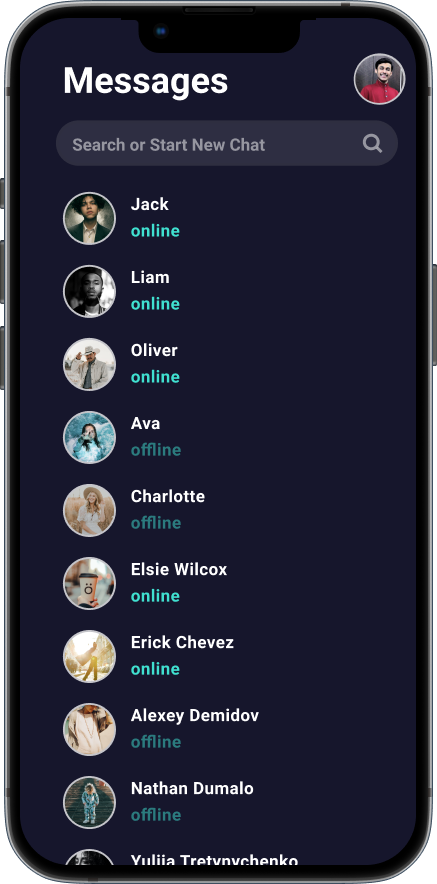 Messages
Search or Start New Chat
Jack
online
Liam
online
Oliver
online
Ava
offline
Charlotte
offline
Elsie Wilcox
online
Erick Chevez
online
Alexey Demidov
offline
Nathan Dumalo
offline
Yuliia Tretynychenko